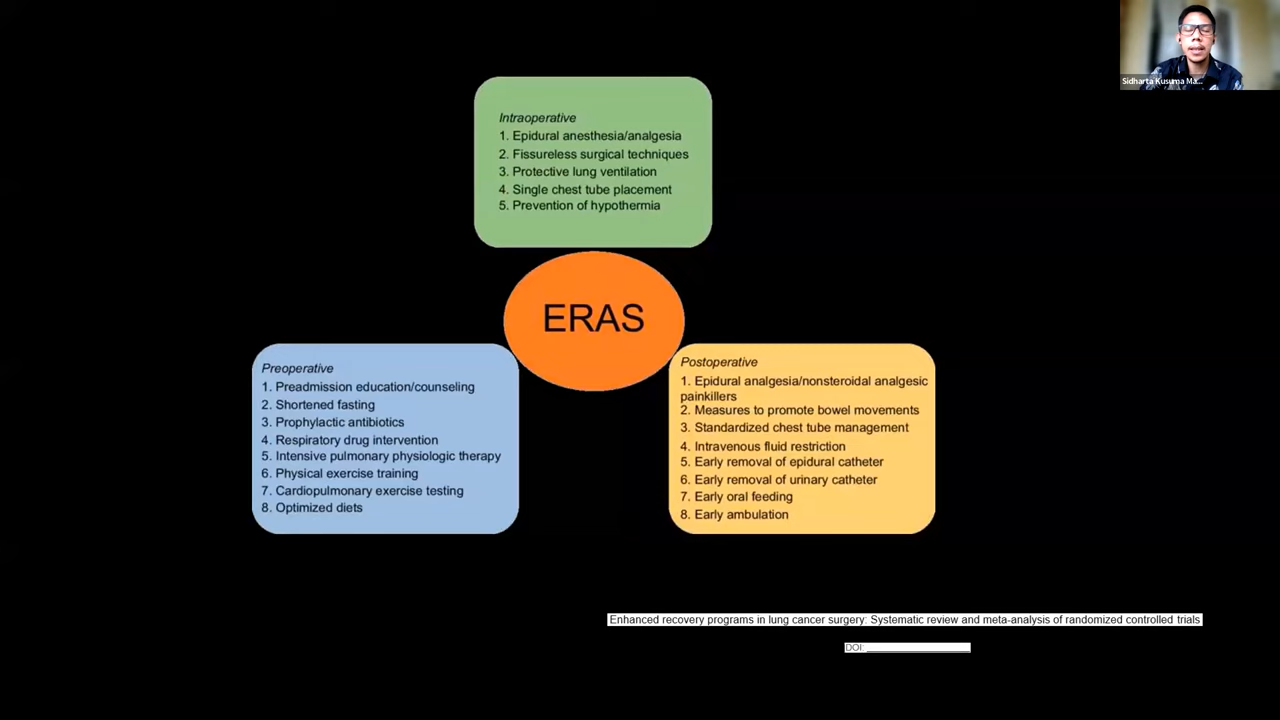 Sidharta Kusuma Ma...
Intraoperative
1. Epidural anesthesia/analgesia
2. Fissureless surgical techniques
3. Protective lung ventilation
4. Single chest tube placement
5. Prevention of hypothermia
ERAS
Preoperative
1. Preadmission education/counseling
2. Shortened fasting
3. Prophylactic antibiotics
4. Respiratory drug intervention
5. Intensive pulmonary physiologic therapy
6. Physical exercise training
7. Cardiopulmonary exercise testing
8. Optimized diets
Postoperative
1. Epidural analgesia/nonsteroidal analgesic
painkillers
2. Measures to promote bowel movements
3. Standardized chest tube management
4. Intravenous fluid restriction
5. Early removal of epidural catheter
6. Early removal of urinary catheter
7. Early oral feeding
8. Early ambulation
Enhanced recovery programs in lung cancer surgery: Systematic review and meta-analysis of randomized controlled trials
DOI: ____________________